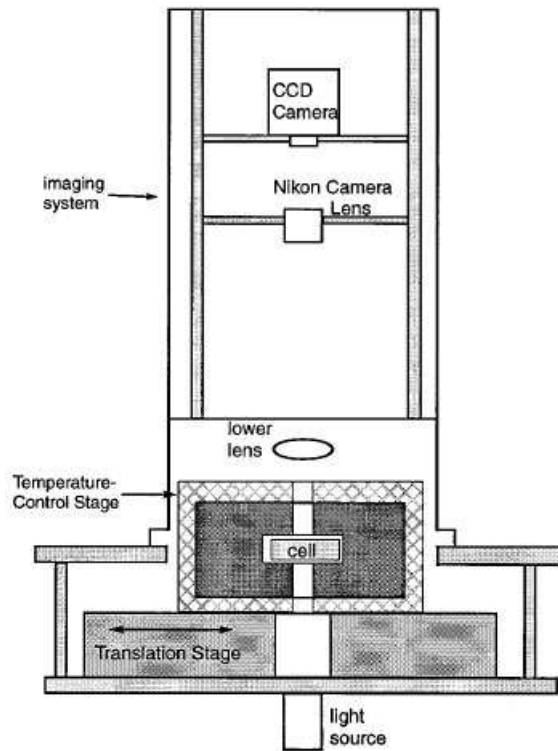 CCD
Camera
imaging
system
Nikon Camera
Lens
lower
lens
Temperature-
Control Stage
cell
Translation Stage
light
source